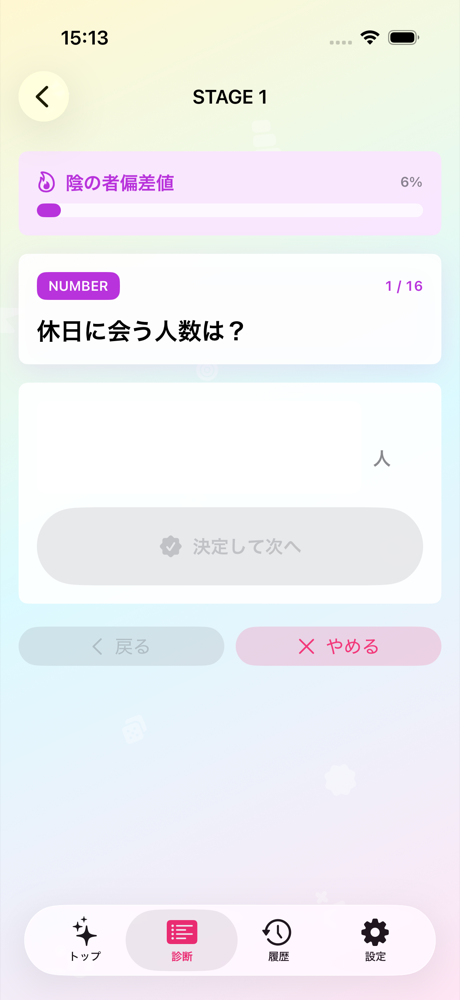 15:13
STAGE 1
陰の者偏差値
6%
NUMBER
1 / 16
休日に会う人数は？
人
決定して次へ
戻る
やめる
トップ
診断
履歴
設定